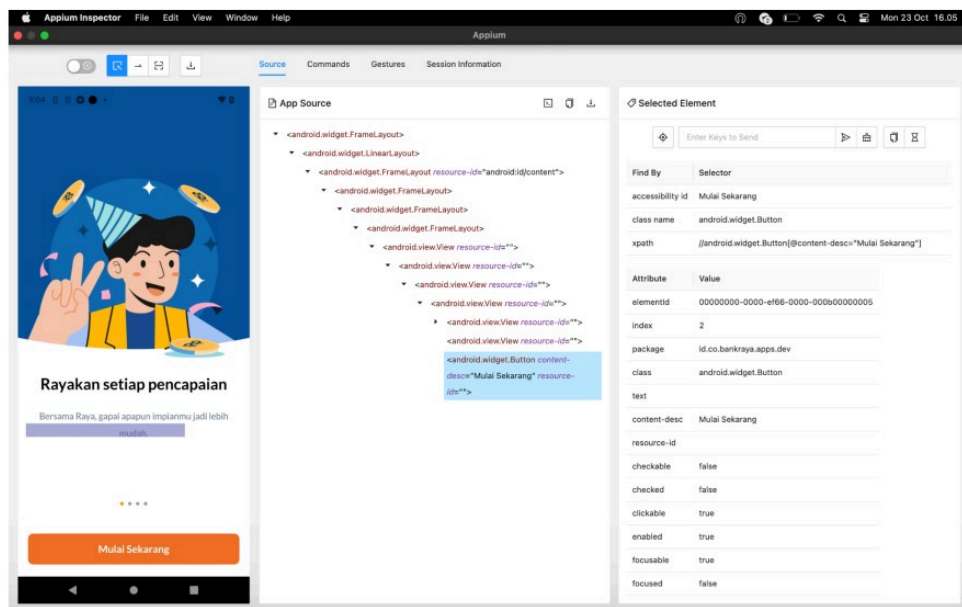 Appium Inspector File Edit View Window Help Mon 23 Oct 16.05
Appium
Source Commands Gestures Session Information
9:04
App Source
Selected Element
<android.widget.FrameLayout>
<android.widget.LinearLayout>
<android.widget.FrameLayout resource-id="android:id/content">
<android.widget.FrameLayout>
<android.widget.FrameLayout>
<android.widget.FrameLayout>
<android.view.View resource-id="">
<android.view.View resource-id="">
<android.view.View resource-id="">
<android.view.View resource-id="">
<android.view.View resource-id="">
<android.view.View resource-id="">
<android.widget.Button content-
desc="Mulai Sekarang" resource-
id="">
Rayakan setiap pencapaian
Bersama Raya, gapai apapun impianmu jadi lebih
mudah.
Mulai Sekarang
Enter Keys to Send
Find By Selector
accessibility id Mulai Sekarang
class name android.widget.Button
xpath //android.widget.Button[@content-desc="Mulai Sekarang"]
Attribute Value
elementId 00000000-0000-ef66-0000-000b00000005
index 2
package id.co.bankraya.apps.dev
class android.widget.Button
text
content-desc Mulai Sekarang
resource-id
checkable false
checked false
clickable true
enabled true
focusable true
focused false